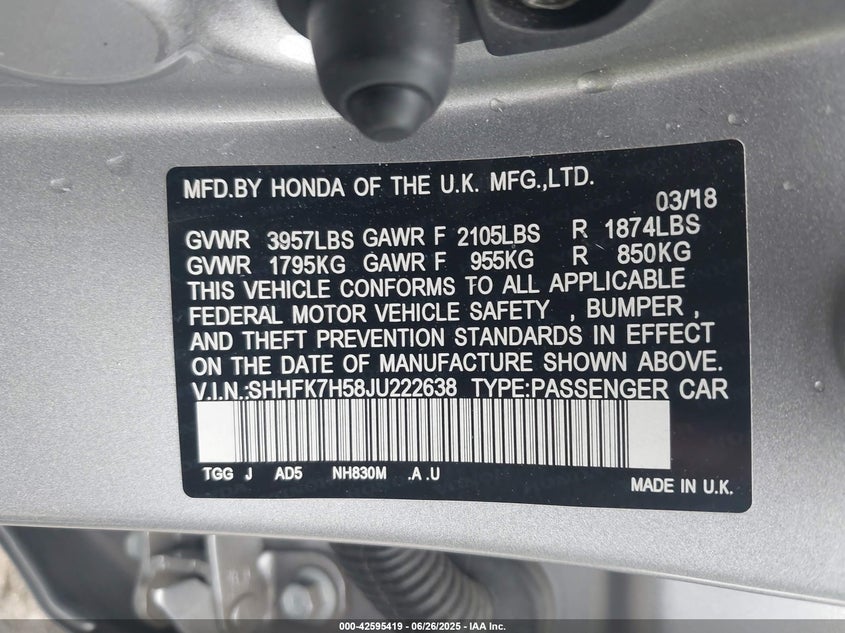 MFD.BY HONDA OF THE U.K. MFG.,LTD.
03/18
GVWR 3957LBS GAWR F 2105LBS R 1874LBS
GVWR 1795KG GAWR F 955KG R 850KG
THIS VEHICLE CONFORMS TO ALL APPLICABLE
FEDERAL MOTOR VEHICLE SAFETY , BUMPER ,
AND THEFT PREVENTION STANDARDS IN EFFECT
ON THE DATE OF MANUFACTURE SHOWN ABOVE.
V.I.N.:SHHFK7H58JU222638 TYPE:PASSENGER CAR
TGG J AD5 NH830M .A .U
MADE IN U.K.
000-42595419 - 06/26/2025 - IAA Inc.